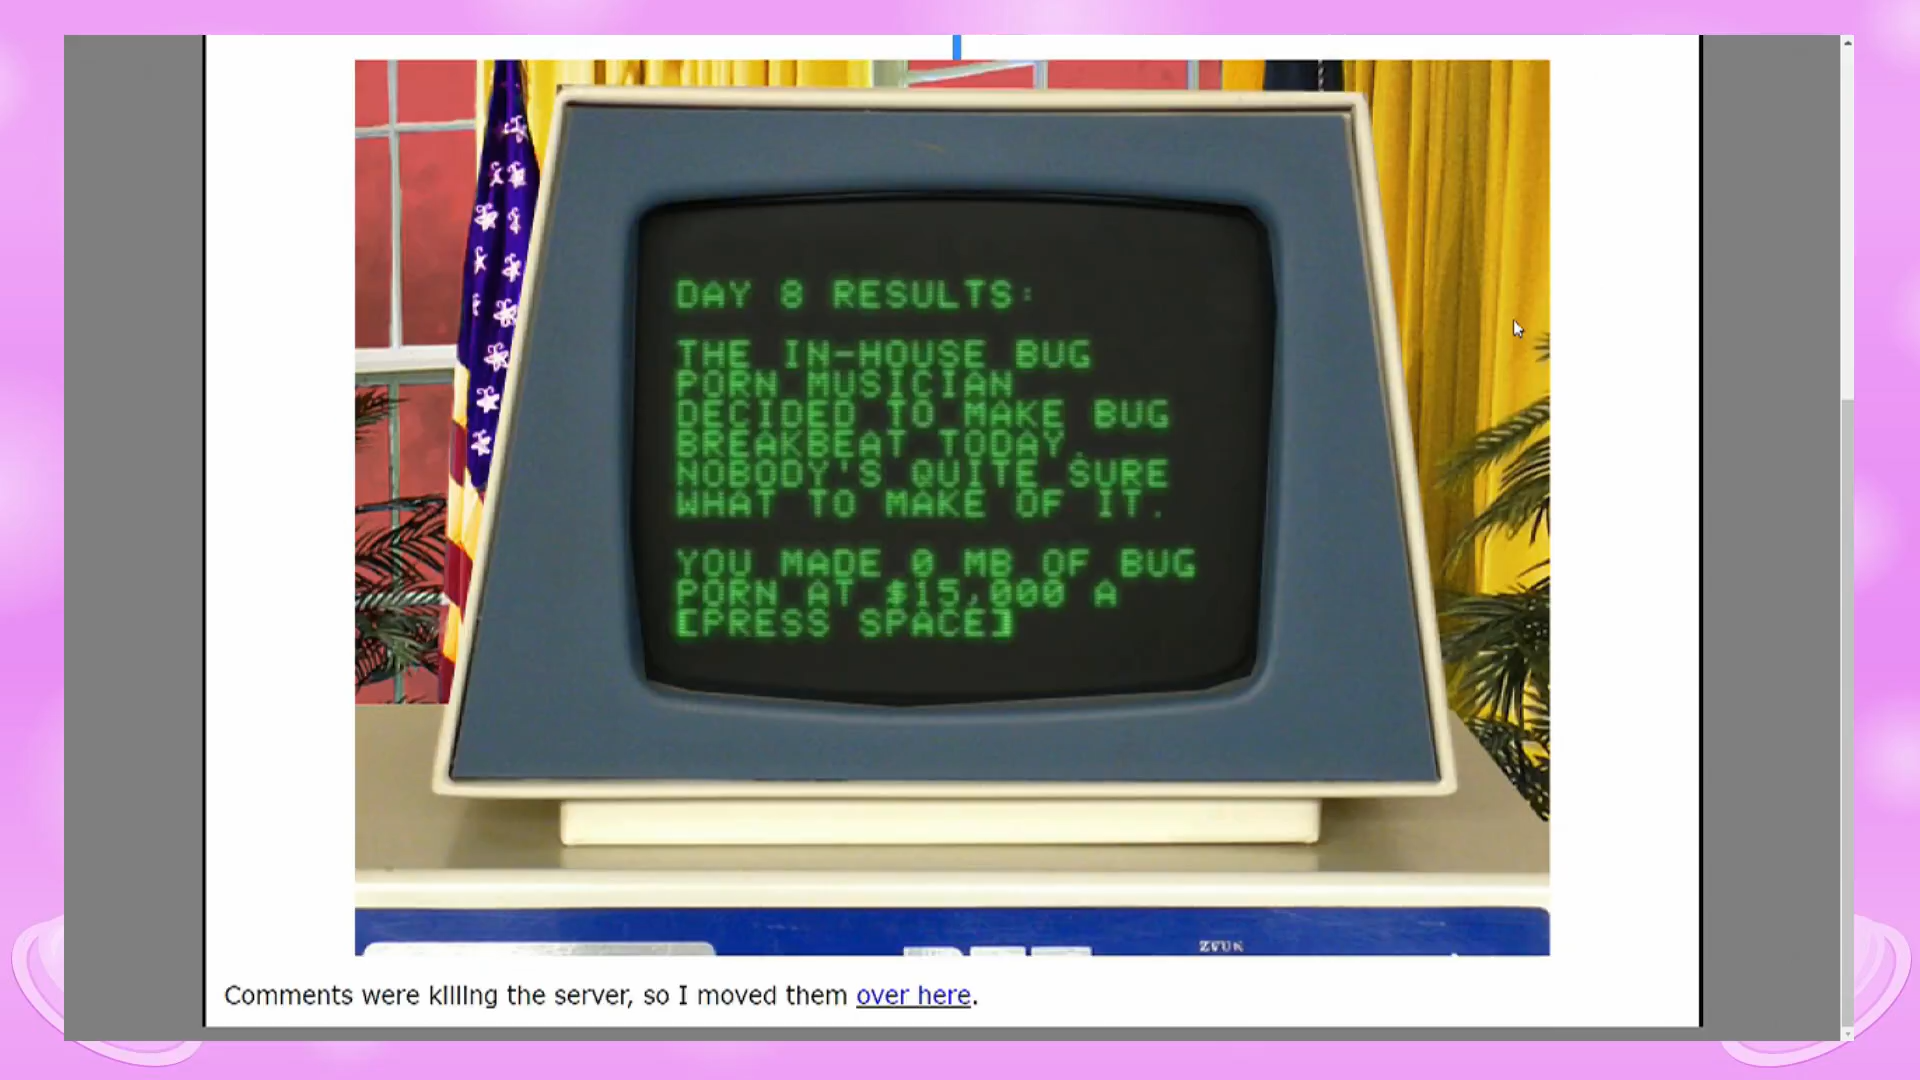 DAY 8 RESULTS:
THE IN-HOUSE BUG
PORN MUSICIAN
DECIDED TO MAKE BUG
BREAKBEAT TODAY.
NOBODY'S QUITE SURE
WHAT TO MAKE OF IT.
YOU MADE 0 MB OF BUG
PORN AT $15,000 A
[PRESS SPACE]
Comments were killing the server, so I moved them over here.